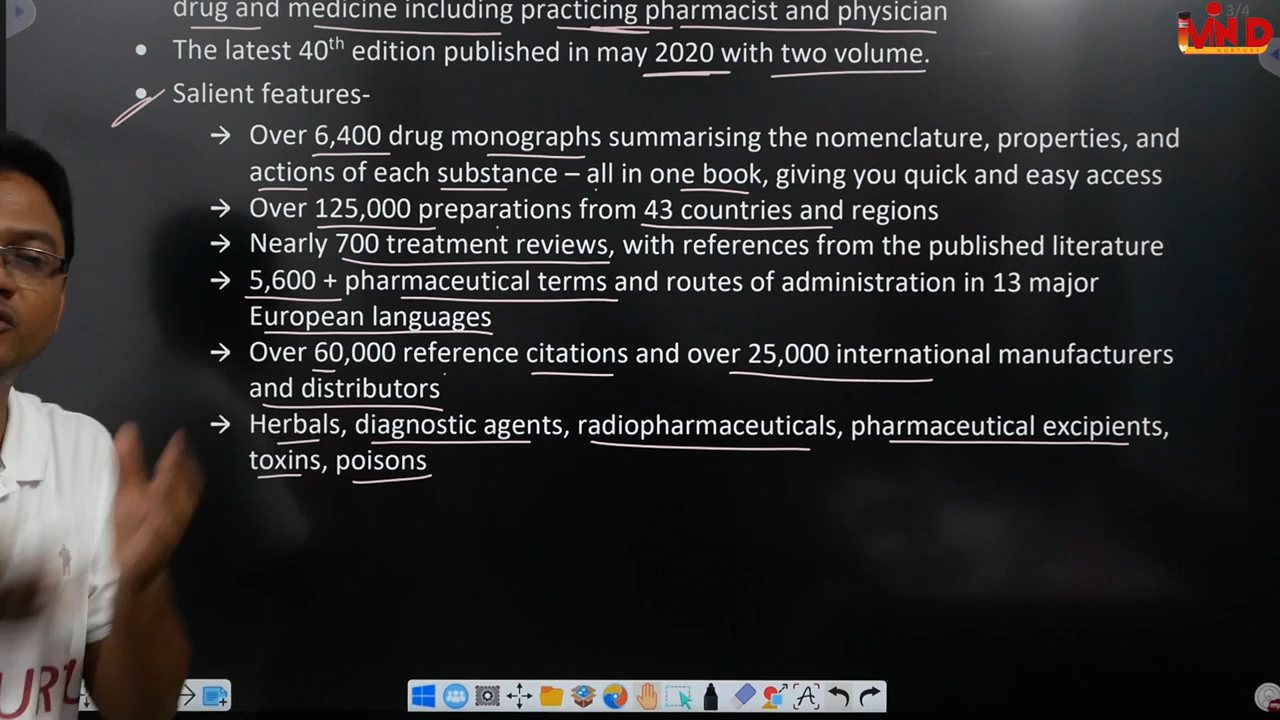 drug and medicine including practicing pharmacist and physician
3/4
MIND
NURTURE
• The latest 40th edition published in may 2020 with two volume.
• Salient features-
→ Over 6,400 drug monographs summarising the nomenclature, properties, and
actions of each substance – all in one book, giving you quick and easy access
→ Over 125,000 preparations from 43 countries and regions
→ Nearly 700 treatment reviews, with references from the published literature
→ 5,600 + pharmaceutical terms and routes of administration in 13 major
European languages
→ Over 60,000 reference citations and over 25,000 international manufacturers
and distributors
→ Herbals, diagnostic agents, radiopharmaceuticals, pharmaceutical excipients,
toxins, poisons